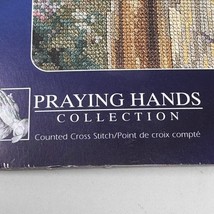 PRAYING HANDS
COLLECTION
Counted Cross Stitch/Point de croix compté